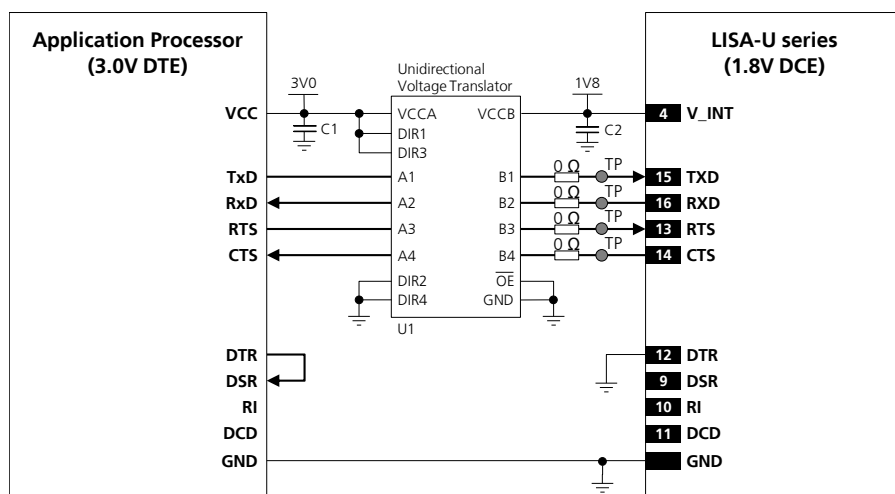 Application Processor
(3.0V DTE)
LISA-U series
(1.8V DCE)
Unidirectional
Voltage Translator
3V0
1V8
VCC
C1
VCCA
VCCB
C2
4
V_INT
DIR1
DIR3
0 Ω
TP
TxD
A1
B1
15
TXD
0 Ω
TP
RxD
A2
B2
16
RXD
0 Ω
TP
RTS
A3
B3
13
RTS
0 Ω
TP
CTS
A4
B4
14
CTS
DIR2
OE
DIR4
GND
U1
DTR
12
DTR
DSR
9
DSR
RI
10
RI
DCD
11
DCD
GND
GND